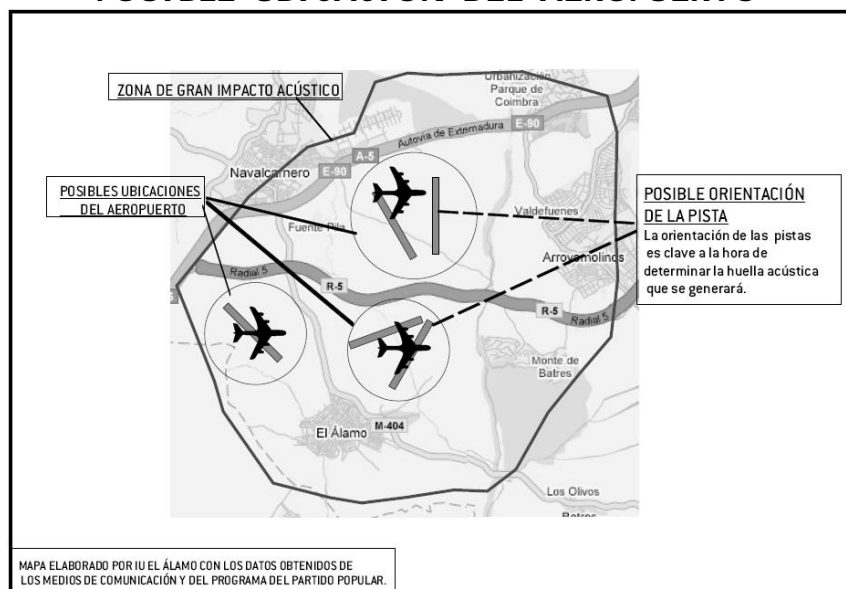 POSIBLE UBICACIÓN DEL AEROPUERTO
ZONA DE GRAN IMPACTO ACÚSTICO
Urbanización
Parque de
Coimbra
Autovia de Extremadura
E-90
A-5
E-90
Navalcarnero
POSIBLES UBICACIONES
DEL AEROPUERTO
Fuente Pila
Valdefuenes
Arroyomolinos
POSIBLE ORIENTACIÓN
DE LA PISTA
La orientación de las pistas
es clave a la hora de
determinar la huella acústica
que se generará.
Radial 5
R-5
R-5
Radial 5
Monte de
Batres
El Álamo
M-404
Los Olivos
Batres
MAPA ELABORADO POR IU EL ÁLAMO CON LOS DATOS OBTENIDOS DE
LOS MEDIOS DE COMUNICACIÓN Y DEL PROGRAMA DEL PARTIDO POPULAR.